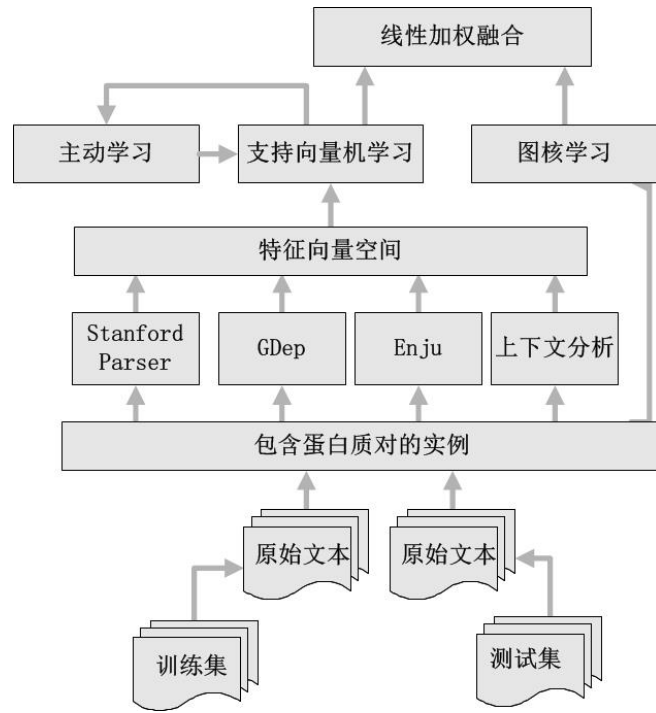 线性加权融合
主动学习
支持向量机学习
图核学习
特征向量空间
Stanford
Parser
GDep
Enju
上下文分析
包含蛋白质对的实例
原始文本
原始文本
训练集
测试集